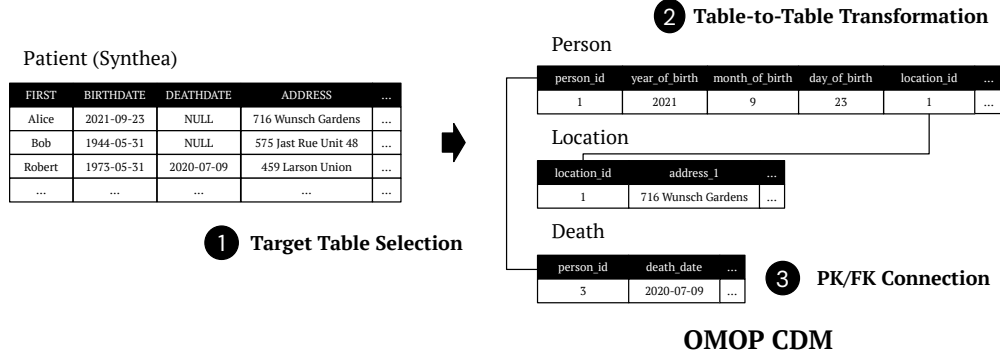 Patient (Synthea)
FIRST BIRTHDATE DEATHDATE ADDRESS ...
Alice 2021-09-23 NULL 716 Wunsch Gardens ...
Bob 1944-05-31 NULL 575 Jast Rue Unit 48 ...
Robert 1973-05-31 2020-07-09 459 Larson Union ...
... ... ... ... ...
1 Target Table Selection
2 Table-to-Table Transformation
Person
person_id year_of_birth month_of_birth day_of_birth location_id ...
1 2021 9 23 1 ...
Location
location_id address_1 ...
1 716 Wunsch Gardens ...
Death
person_id death_date ...
3 2020-07-09 ...
3 PK/FK Connection
OMOP CDM